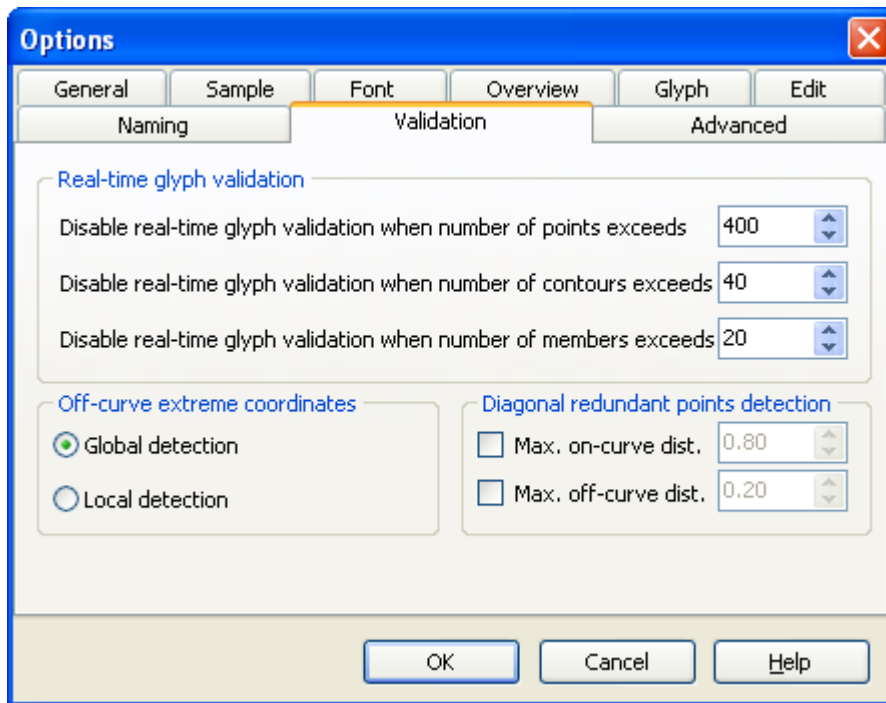 Options
General Sample Font Overview Glyph Edit
Naming Validation Advanced
Real-time glyph validation
Disable real-time glyph validation when number of points exceeds 400
Disable real-time glyph validation when number of contours exceeds 40
Disable real-time glyph validation when number of members exceeds 20
Off-curve extreme coordinates Diagonal redundant points detection
Global detection Max. on-curve dist. 0.80
Local detection Max. off-curve dist. 0.20
OK Cancel Help